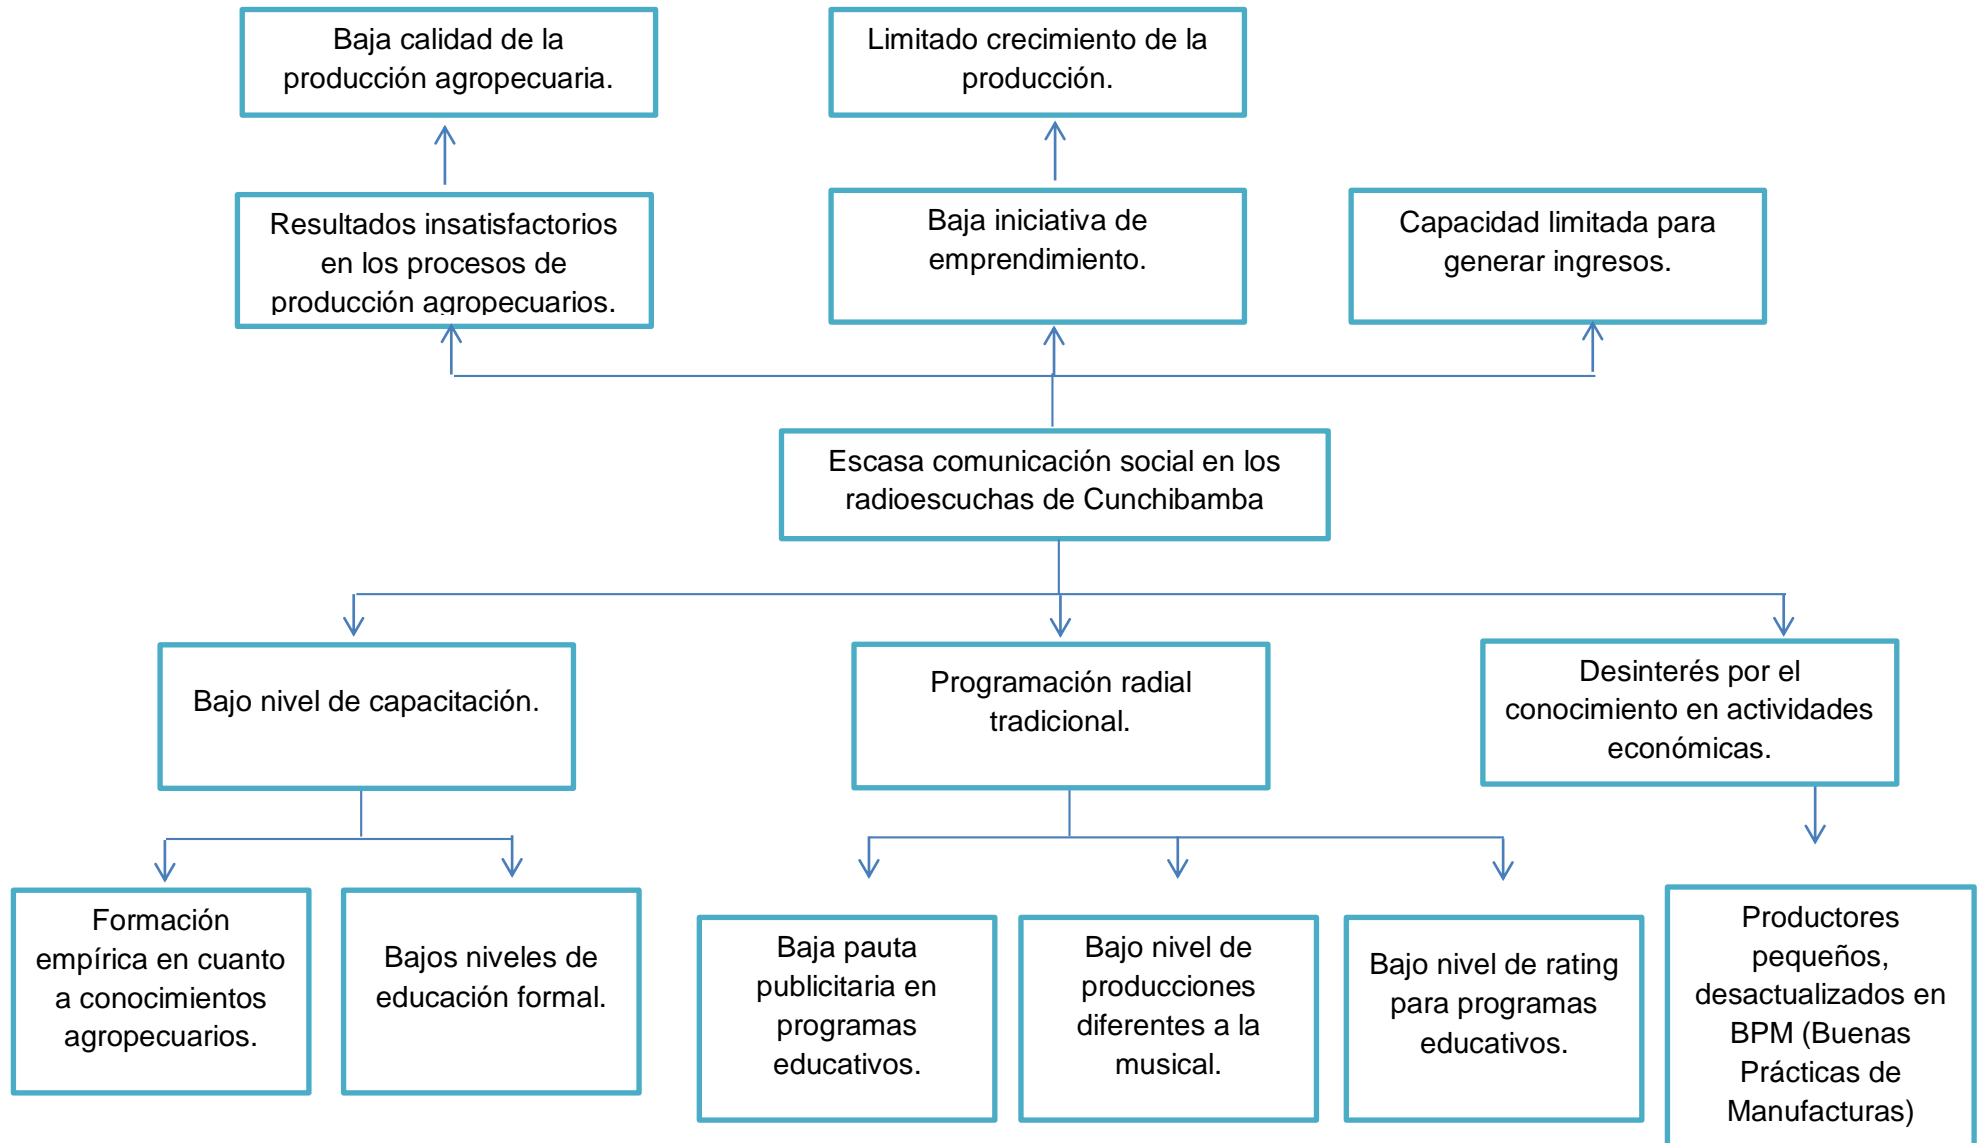 Baja calidad de la
producción agropecuaria.
Limitado crecimiento de la
producción.
Resultados insatisfactorios
en los procesos de
producción agropecuarios.
Baja iniciativa de
emprendimiento.
Capacidad limitada para
generar ingresos.
Escasa comunicación social en los
radioescuchas de Cunchibamba
Bajo nivel de capacitación.
Programación radial
tradicional.
Desinterés por el
conocimiento en actividades
económicas.
Formación
empírica en cuanto
a conocimientos
agropecuarios.
Bajos niveles de
educación formal.
Baja pauta
publicitaria en
programas
educativos.
Bajo nivel de
producciones
diferentes a la
musical.
Bajo nivel de rating
para programas
educativos.
Productores
pequeños,
desactualizados en
BPM (Buenas
Prácticas de
Manufacturas)